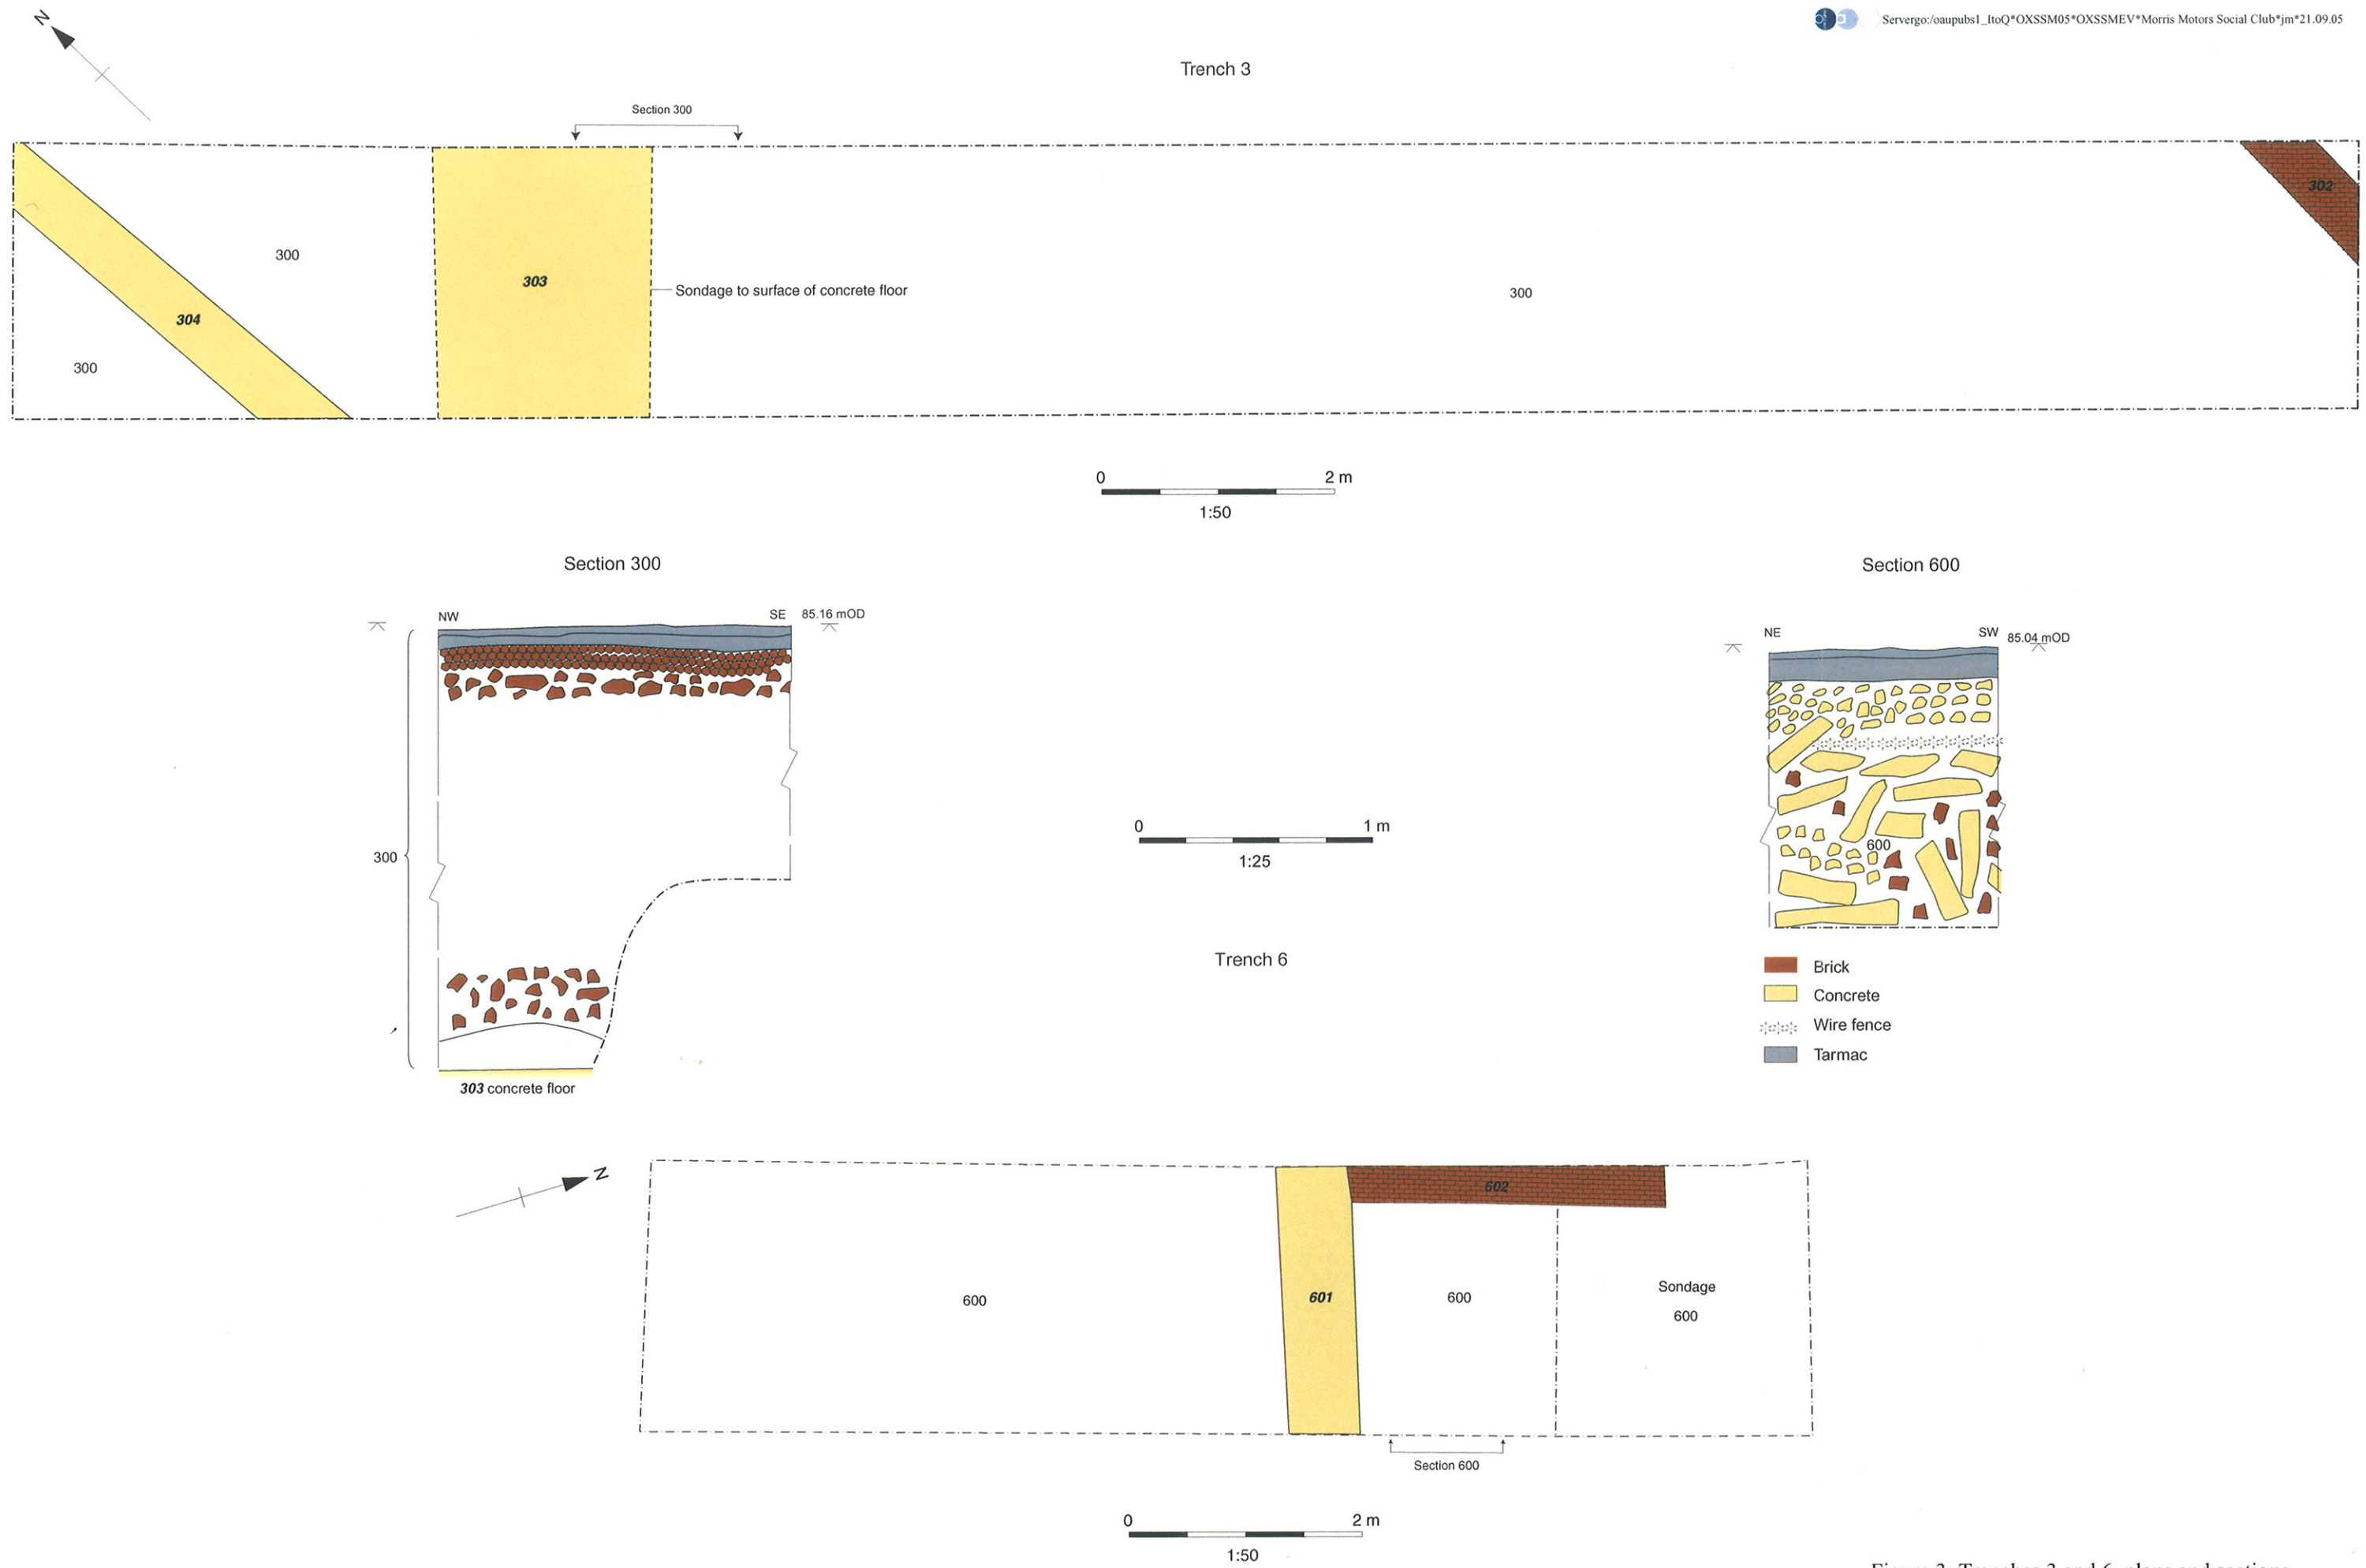 Servergo:/oaupubs1_ItoQ*OXSSM05*OXSSMEV*Morris Motors Social Club*jm*21.09.05
N
Trench 3
Section 300
302
300
303
Sondage to surface of concrete floor
300
304
300
0 2 m
1:50
Section 300
Section 600
NW SE 85.16 mOD
NE SW 85.04 mOD
0 1 m
1:25
300
600
Trench 6
Brick
Concrete
Wire fence
Tarmac
303 concrete floor
N
602
Sondage
600
601
600
600
Section 600
0 2 m
1:50